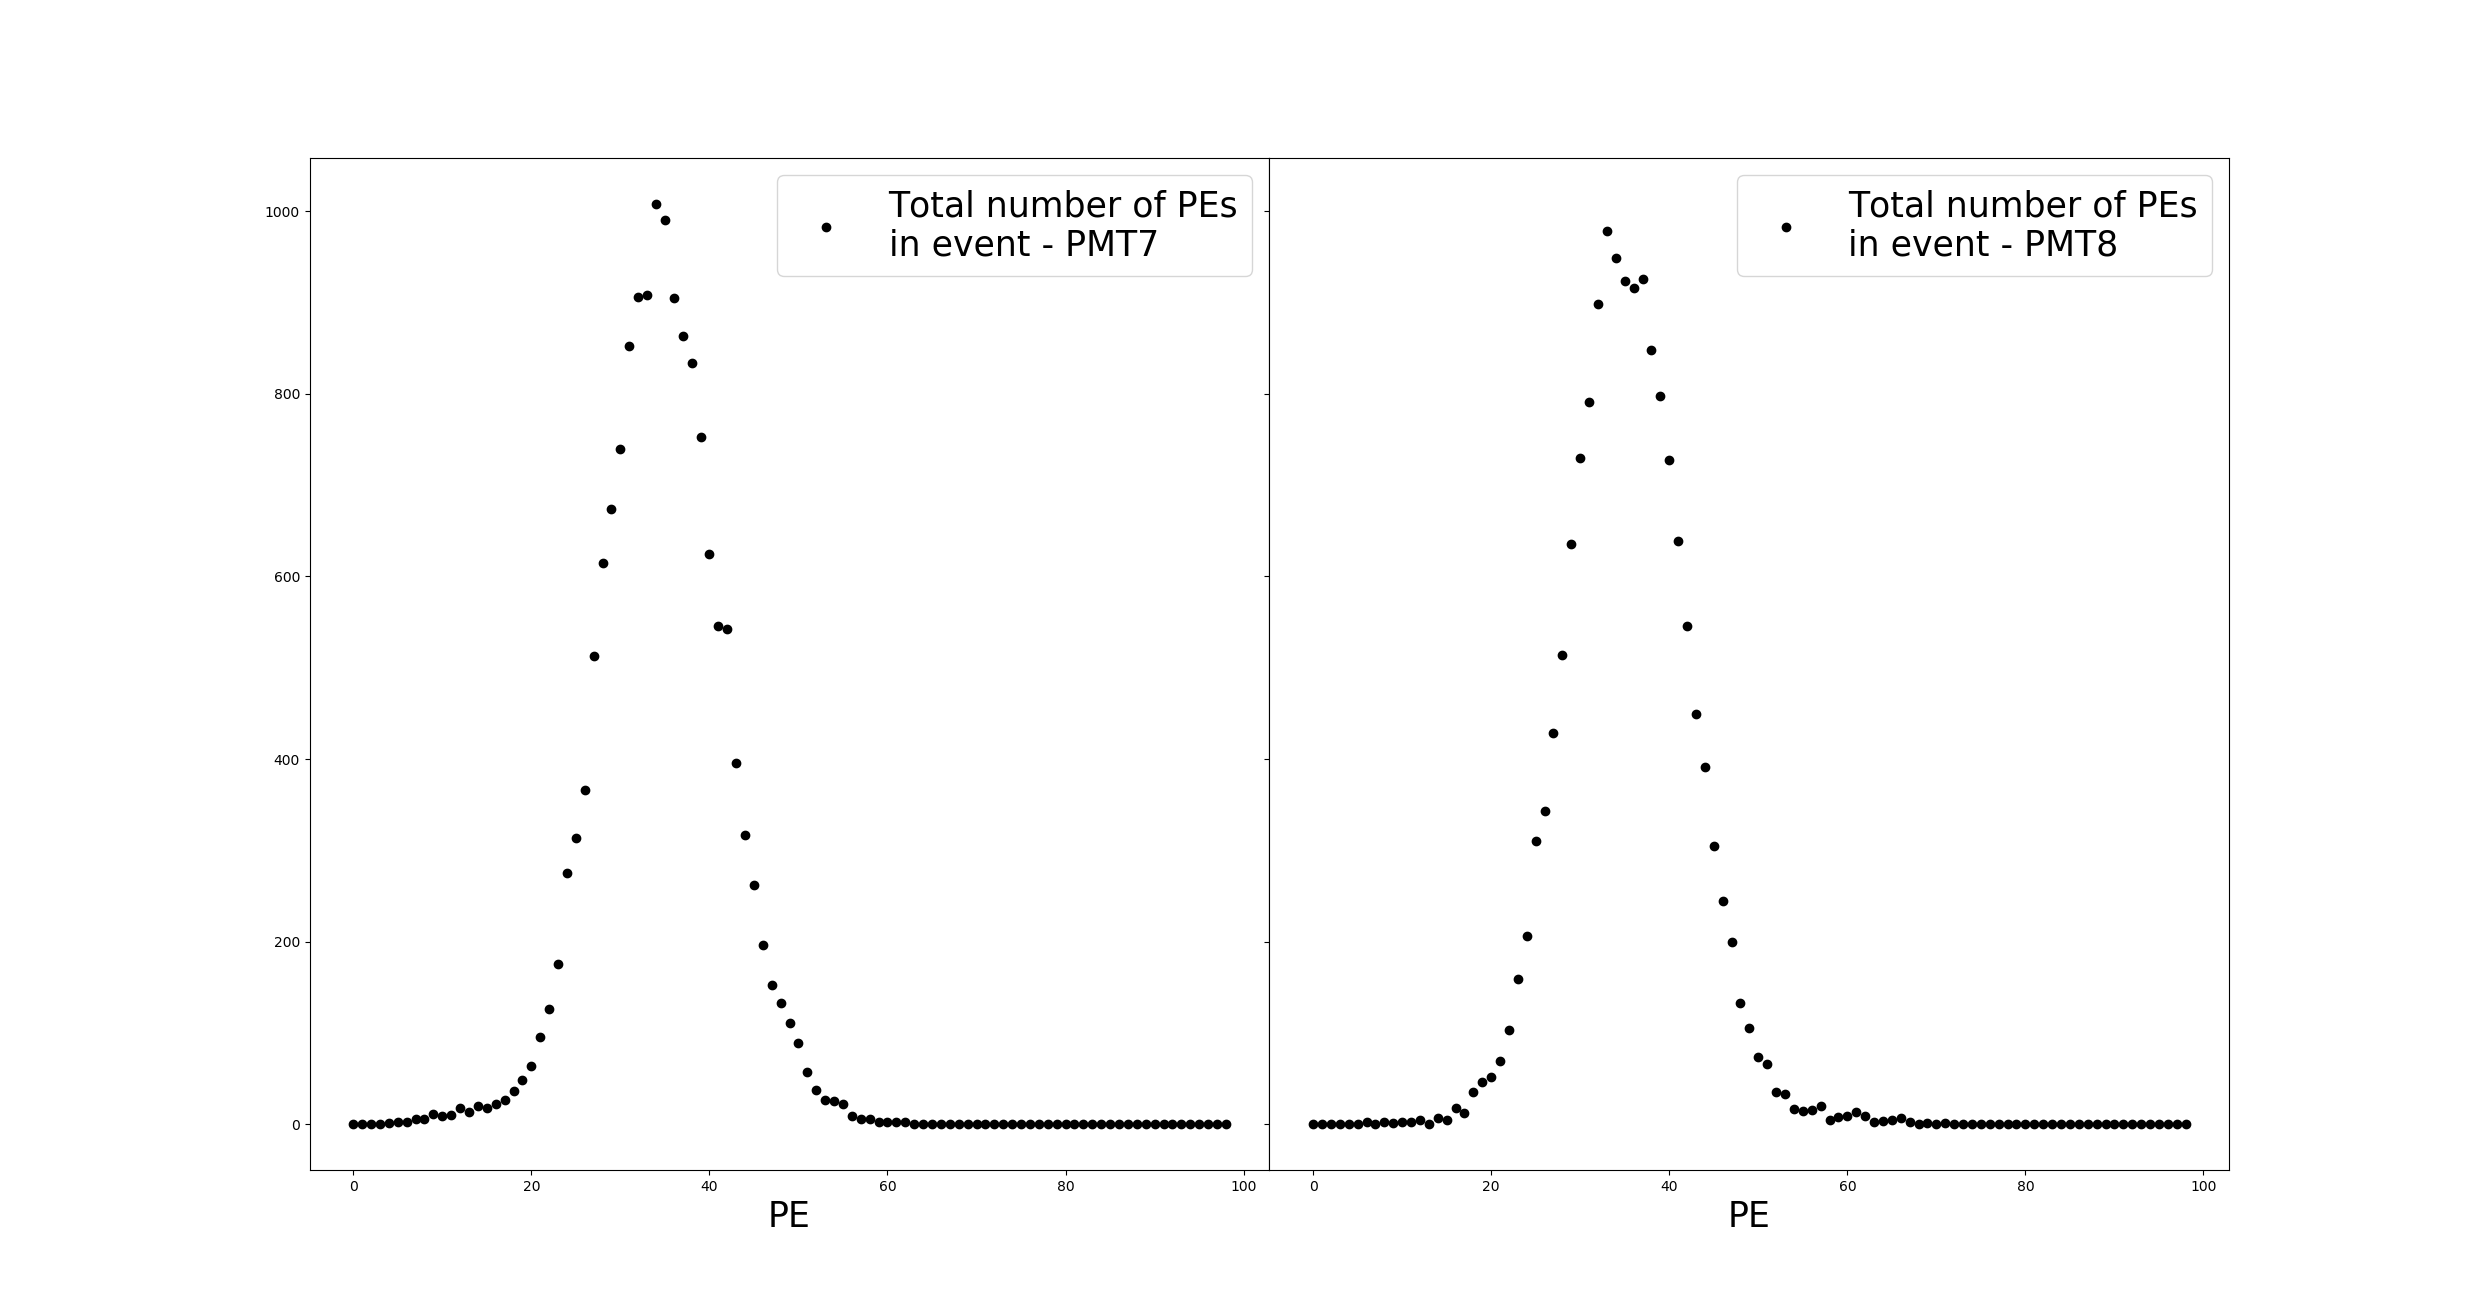 Total number of PEs
in event - PMT7
Total number of PEs
in event - PMT8
1000
800
600
400
200
0
0 20 40 60 80 100
0 20 40 60 80 100
PE
PE